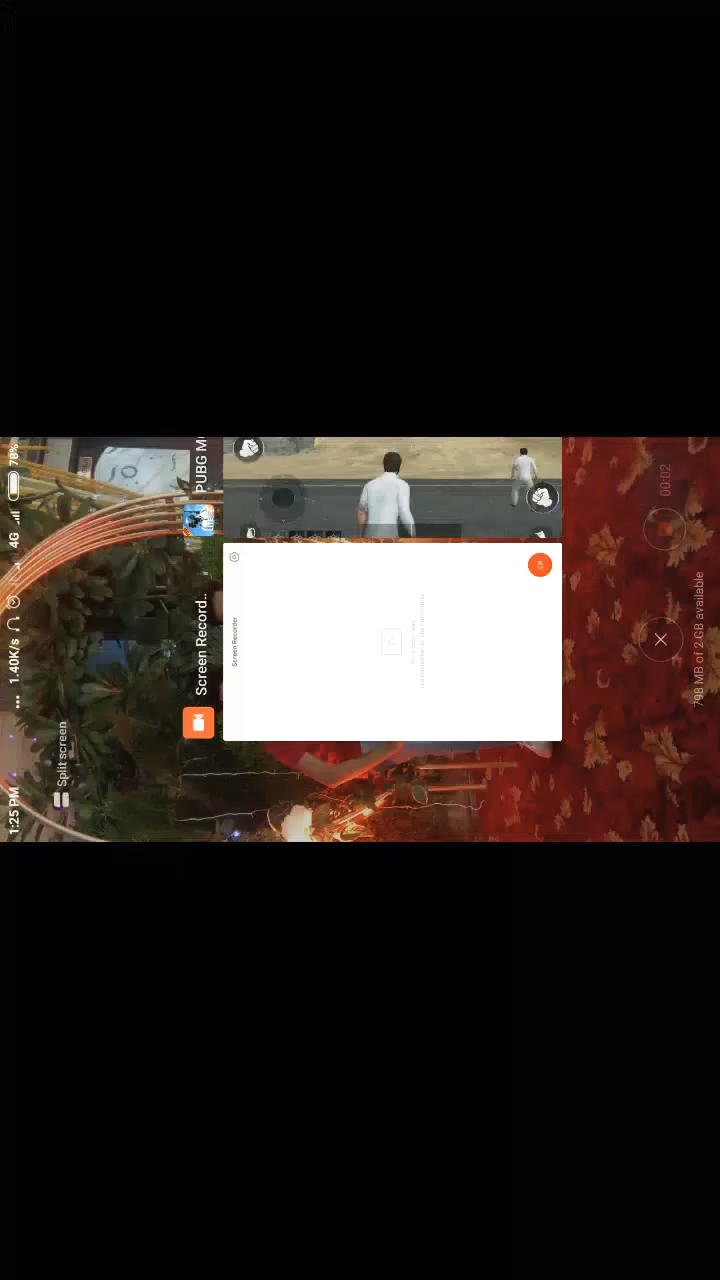 1:25 PM
... 1.40K/s
4G
78%
Split screen
Screen Record..
PUBG M
Screen Recorder
00:02
798 MB of 2 GB available